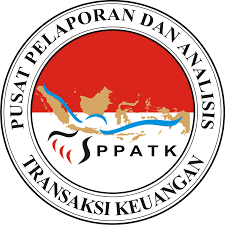 PUSAT PELAPORAN DAN ANALISIS
PPATK
TRANSAKSI KEUANGAN